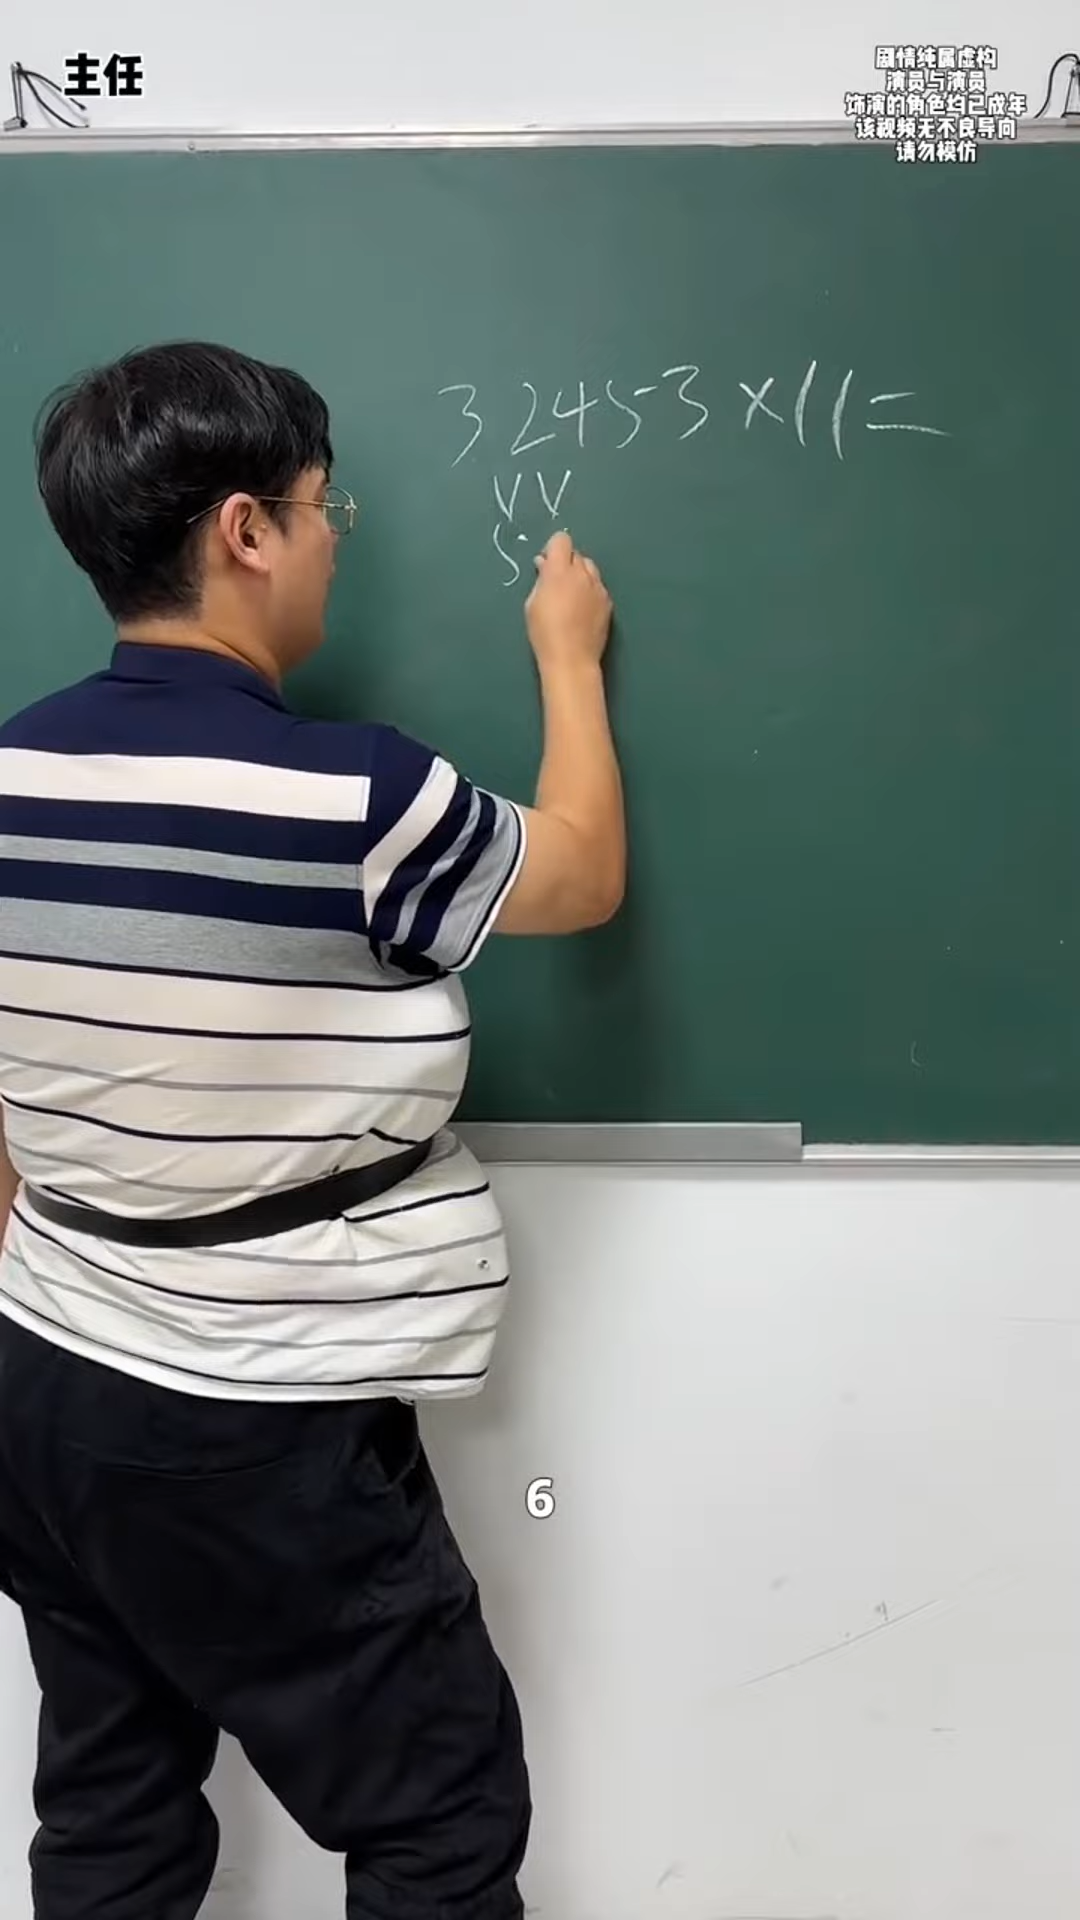 主任
剧情纯属虚构
演员与演员
饰演的角色均已成年
该视频无不良导向
请勿模仿
32453×11=
V V
5
6